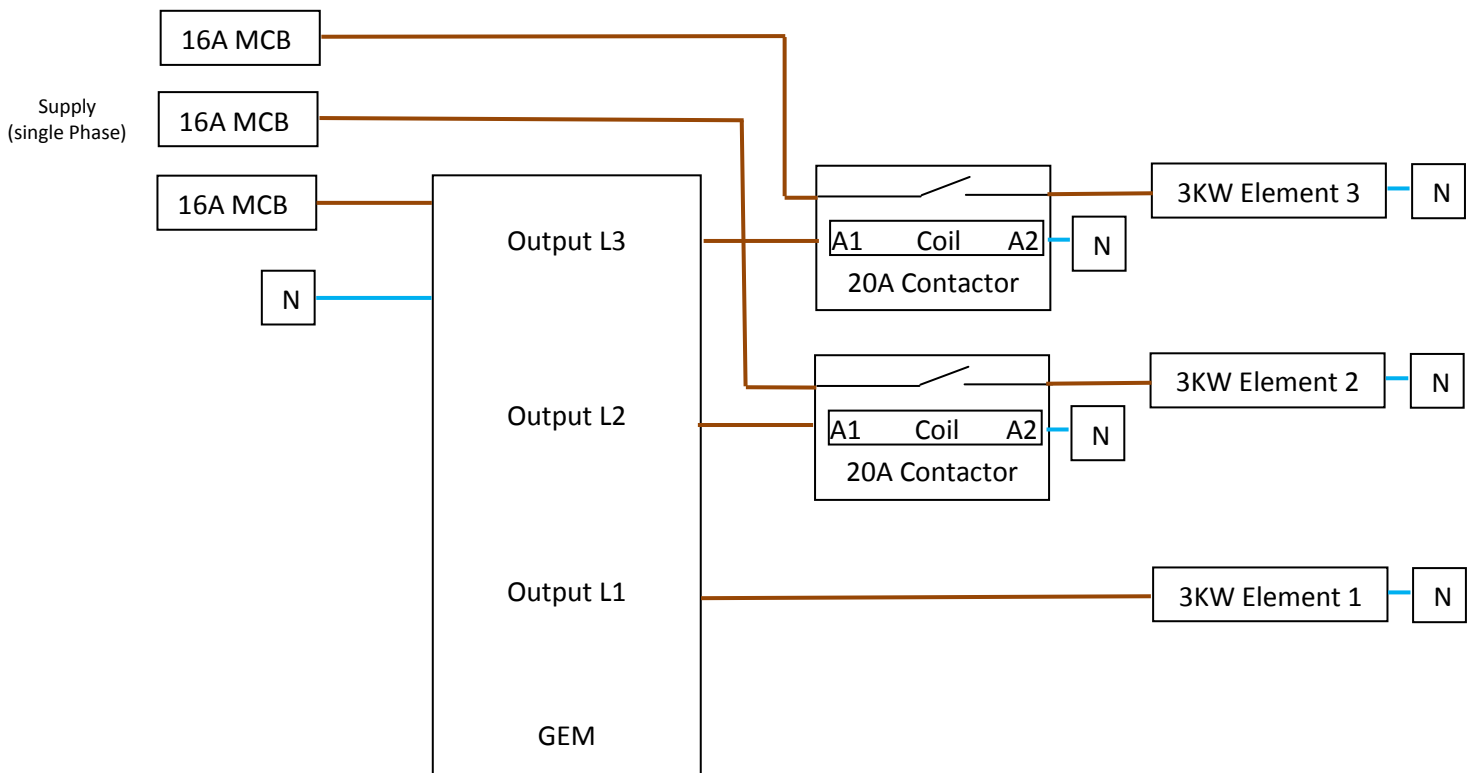 16A MCB
Supply
(single Phase)
16A MCB
16A MCB
3KW Element 3
N
Output L3
A1 Coil A2
N
20A Contactor
N
3KW Element 2
N
Output L2
A1 Coil A2
N
20A Contactor
Output L1
3KW Element 1
N
GEM